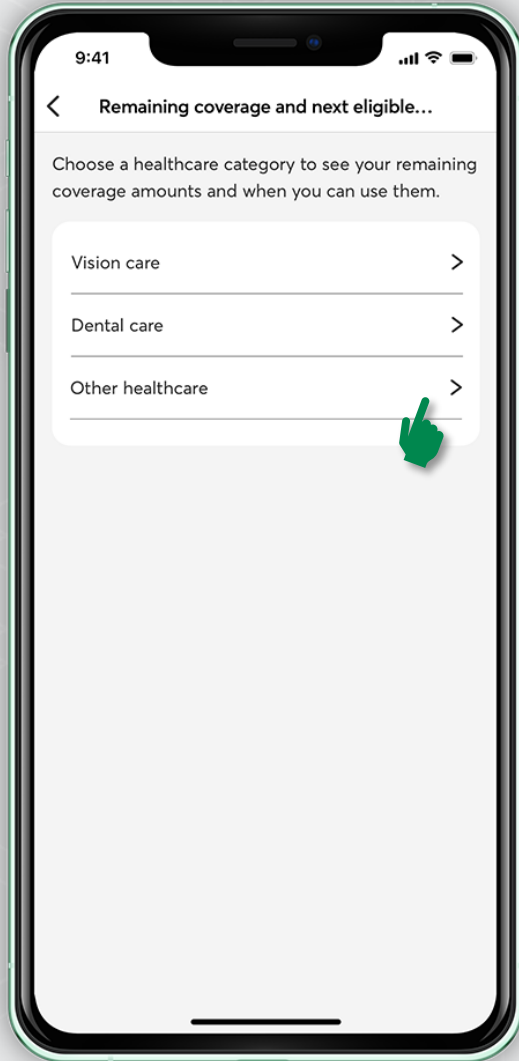 9:41
Remaining coverage and next eligible...
Choose a healthcare category to see your remaining
coverage amounts and when you can use them.
Vision care
Dental care
Other healthcare